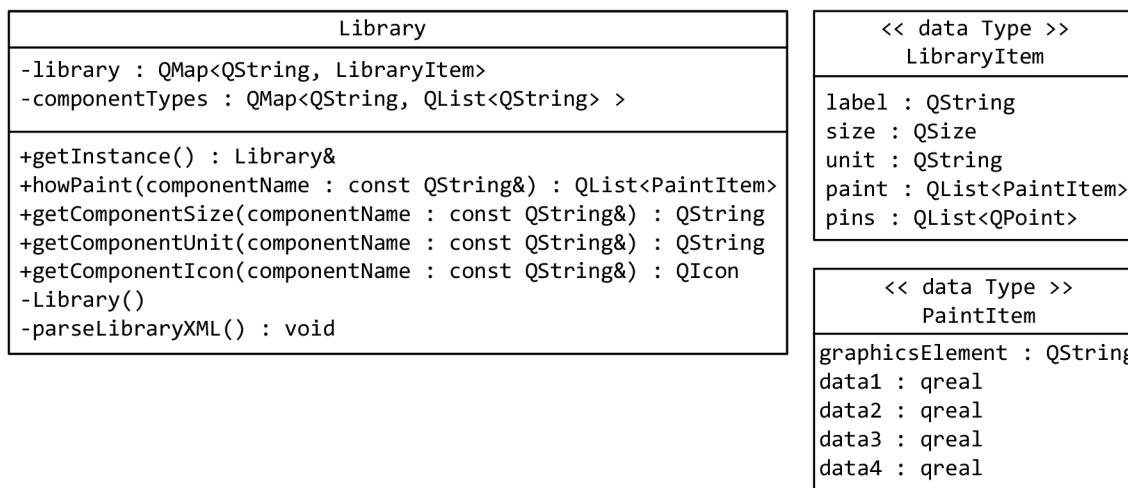 Library
-library : QMap<QString, LibraryItem>
-componentTypes : QMap<QString, QList<QString> >
+getInstance() : Library&
+howPaint(componentName : const QString&) : QList<PaintItem>
+getComponentSize(componentName : const QString&) : QString
+getComponentUnit(componentName : const QString&) : QString
+getComponentIcon(componentName : const QString&) : QIcon
-Library()
-parseLibraryXML() : void
<< data Type >>
LibraryItem
label : QString
size : QSize
unit : QString
paint : QList<PaintItem>
pins : QList<QPoint>
<< data Type >>
PaintItem
graphicsElement : QString
data1 : qreal
data2 : qreal
data3 : qreal
data4 : qreal